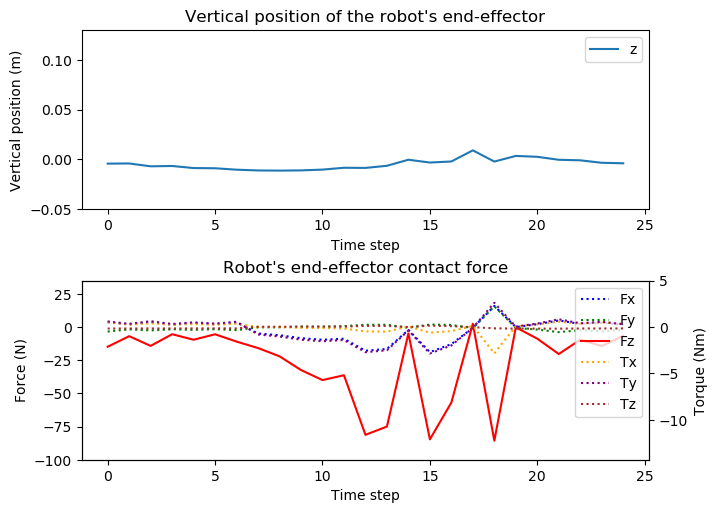 Vertical position of the robot's end-effector
Vertical position (m)
0.10
0.05
0.00
−0.05
z
0 5 10 15 20 25
Time step
Robot's end-effector contact force
Force (N)
25
0
−25
−50
−75
−100
Fx
Fy
Fz
Tx
Ty
Tz
5
0
−5
−10
Torque (Nm)
0 5 10 15 20 25
Time step